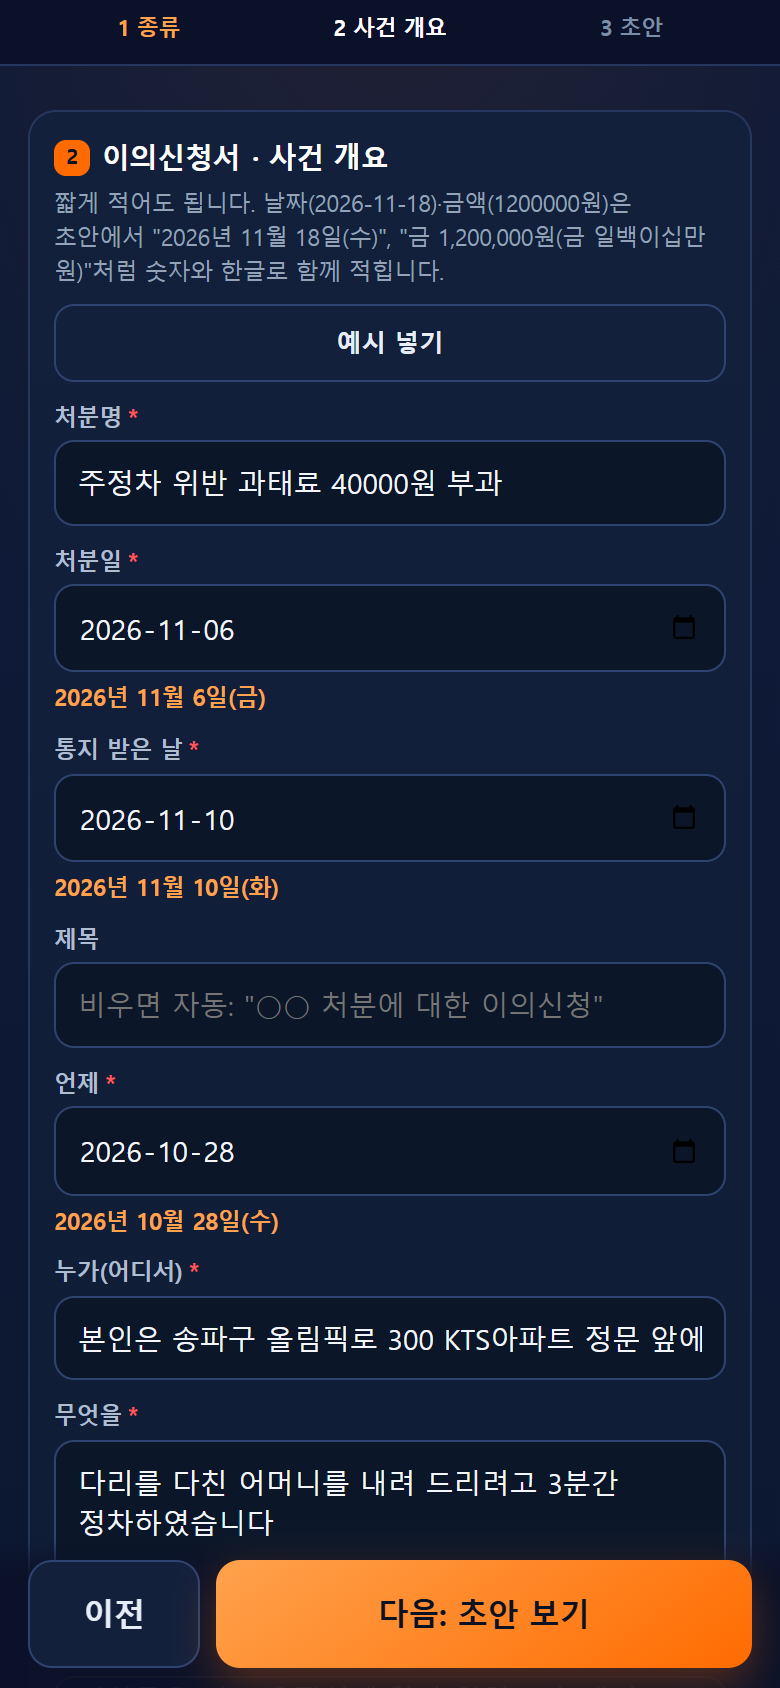 1 종류
2 사건 개요
3 초안
2 이의신청서 · 사건 개요
짧게 적어도 됩니다. 날짜(2026-11-18)·금액(1200000원)은
초안에서 "2026년 11월 18일(수)", "금 1,200,000원(금 일백이십만
원)"처럼 숫자와 한글로 함께 적힙니다.
예시 넣기
처분명 *
주정차 위반 과태료 40000원 부과
처분일 *
2026-11-06
2026년 11월 6일(금)
통지 받은 날 *
2026-11-10
2026년 11월 10일(화)
제목
비우면 자동: "○○ 처분에 대한 이의신청"
언제 *
2026-10-28
2026년 10월 28일(수)
누가(어디서) *
본인은 송파구 올림픽로 300 KTS아파트 정문 앞에
무엇을 *
다리를 다친 어머니를 내려 드리려고 3분간
정차하였습니다
이전
다음: 초안 보기